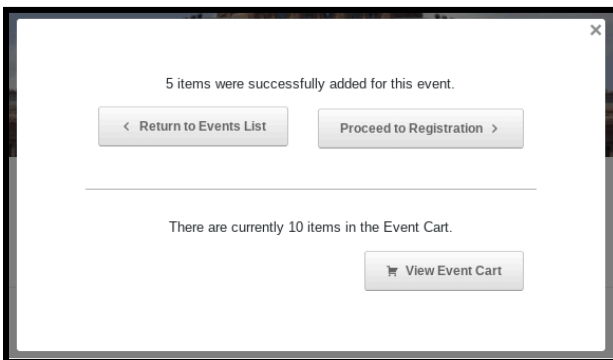 5 items were successfully added for this event.
Return to Events List
Proceed to Registration
There are currently 10 items in the Event Cart.
View Event Cart